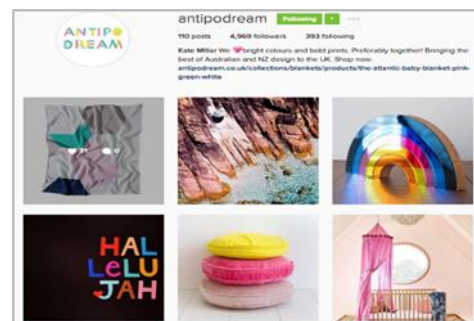 ANTIPO
DREAM
antipodream
Following
110 posts 4,969 followers 393 following
Kate Millar We 💗bright colours and bold prints. Preferably together! Bringing the
best of Australian and NZ design to the UK. Shop now:
antipodream.co.uk/collections/blankets/products/the-atlantic-baby-blanket-pink-
green-white
HAL
LeLU
JAH